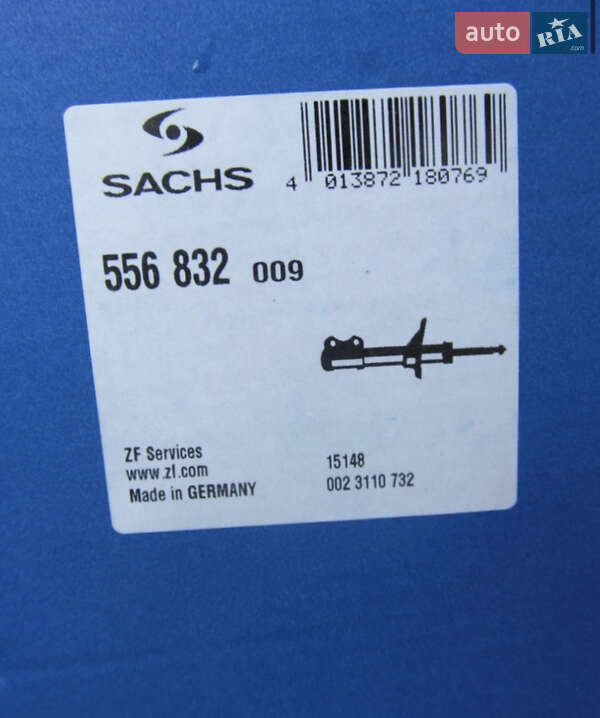 auto RIA .com
SACHS
4 013872 180769
556 832 009
ZF Services
www.zf.com
Made in GERMANY
15148
002 3110 732